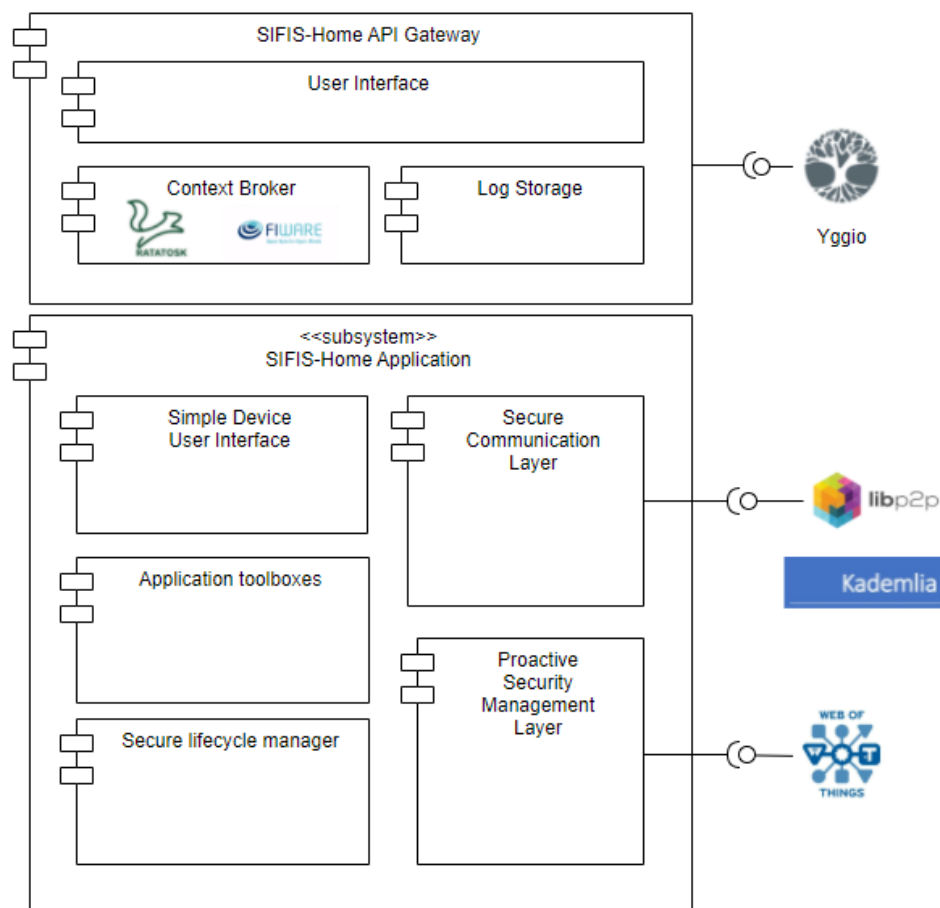 SIFIS-Home API Gateway
User Interface
Context Broker
RATATOSK
FIWARE
Log Storage
Yggio
<<subsystem>>
SIFIS-Home Application
Simple Device
User Interface
Secure
Communication
Layer
libp2p
Kademlia
Application toolboxes
Proactive
Security
Management
Layer
Secure lifecycle manager
WEB OF
W T
THINGS